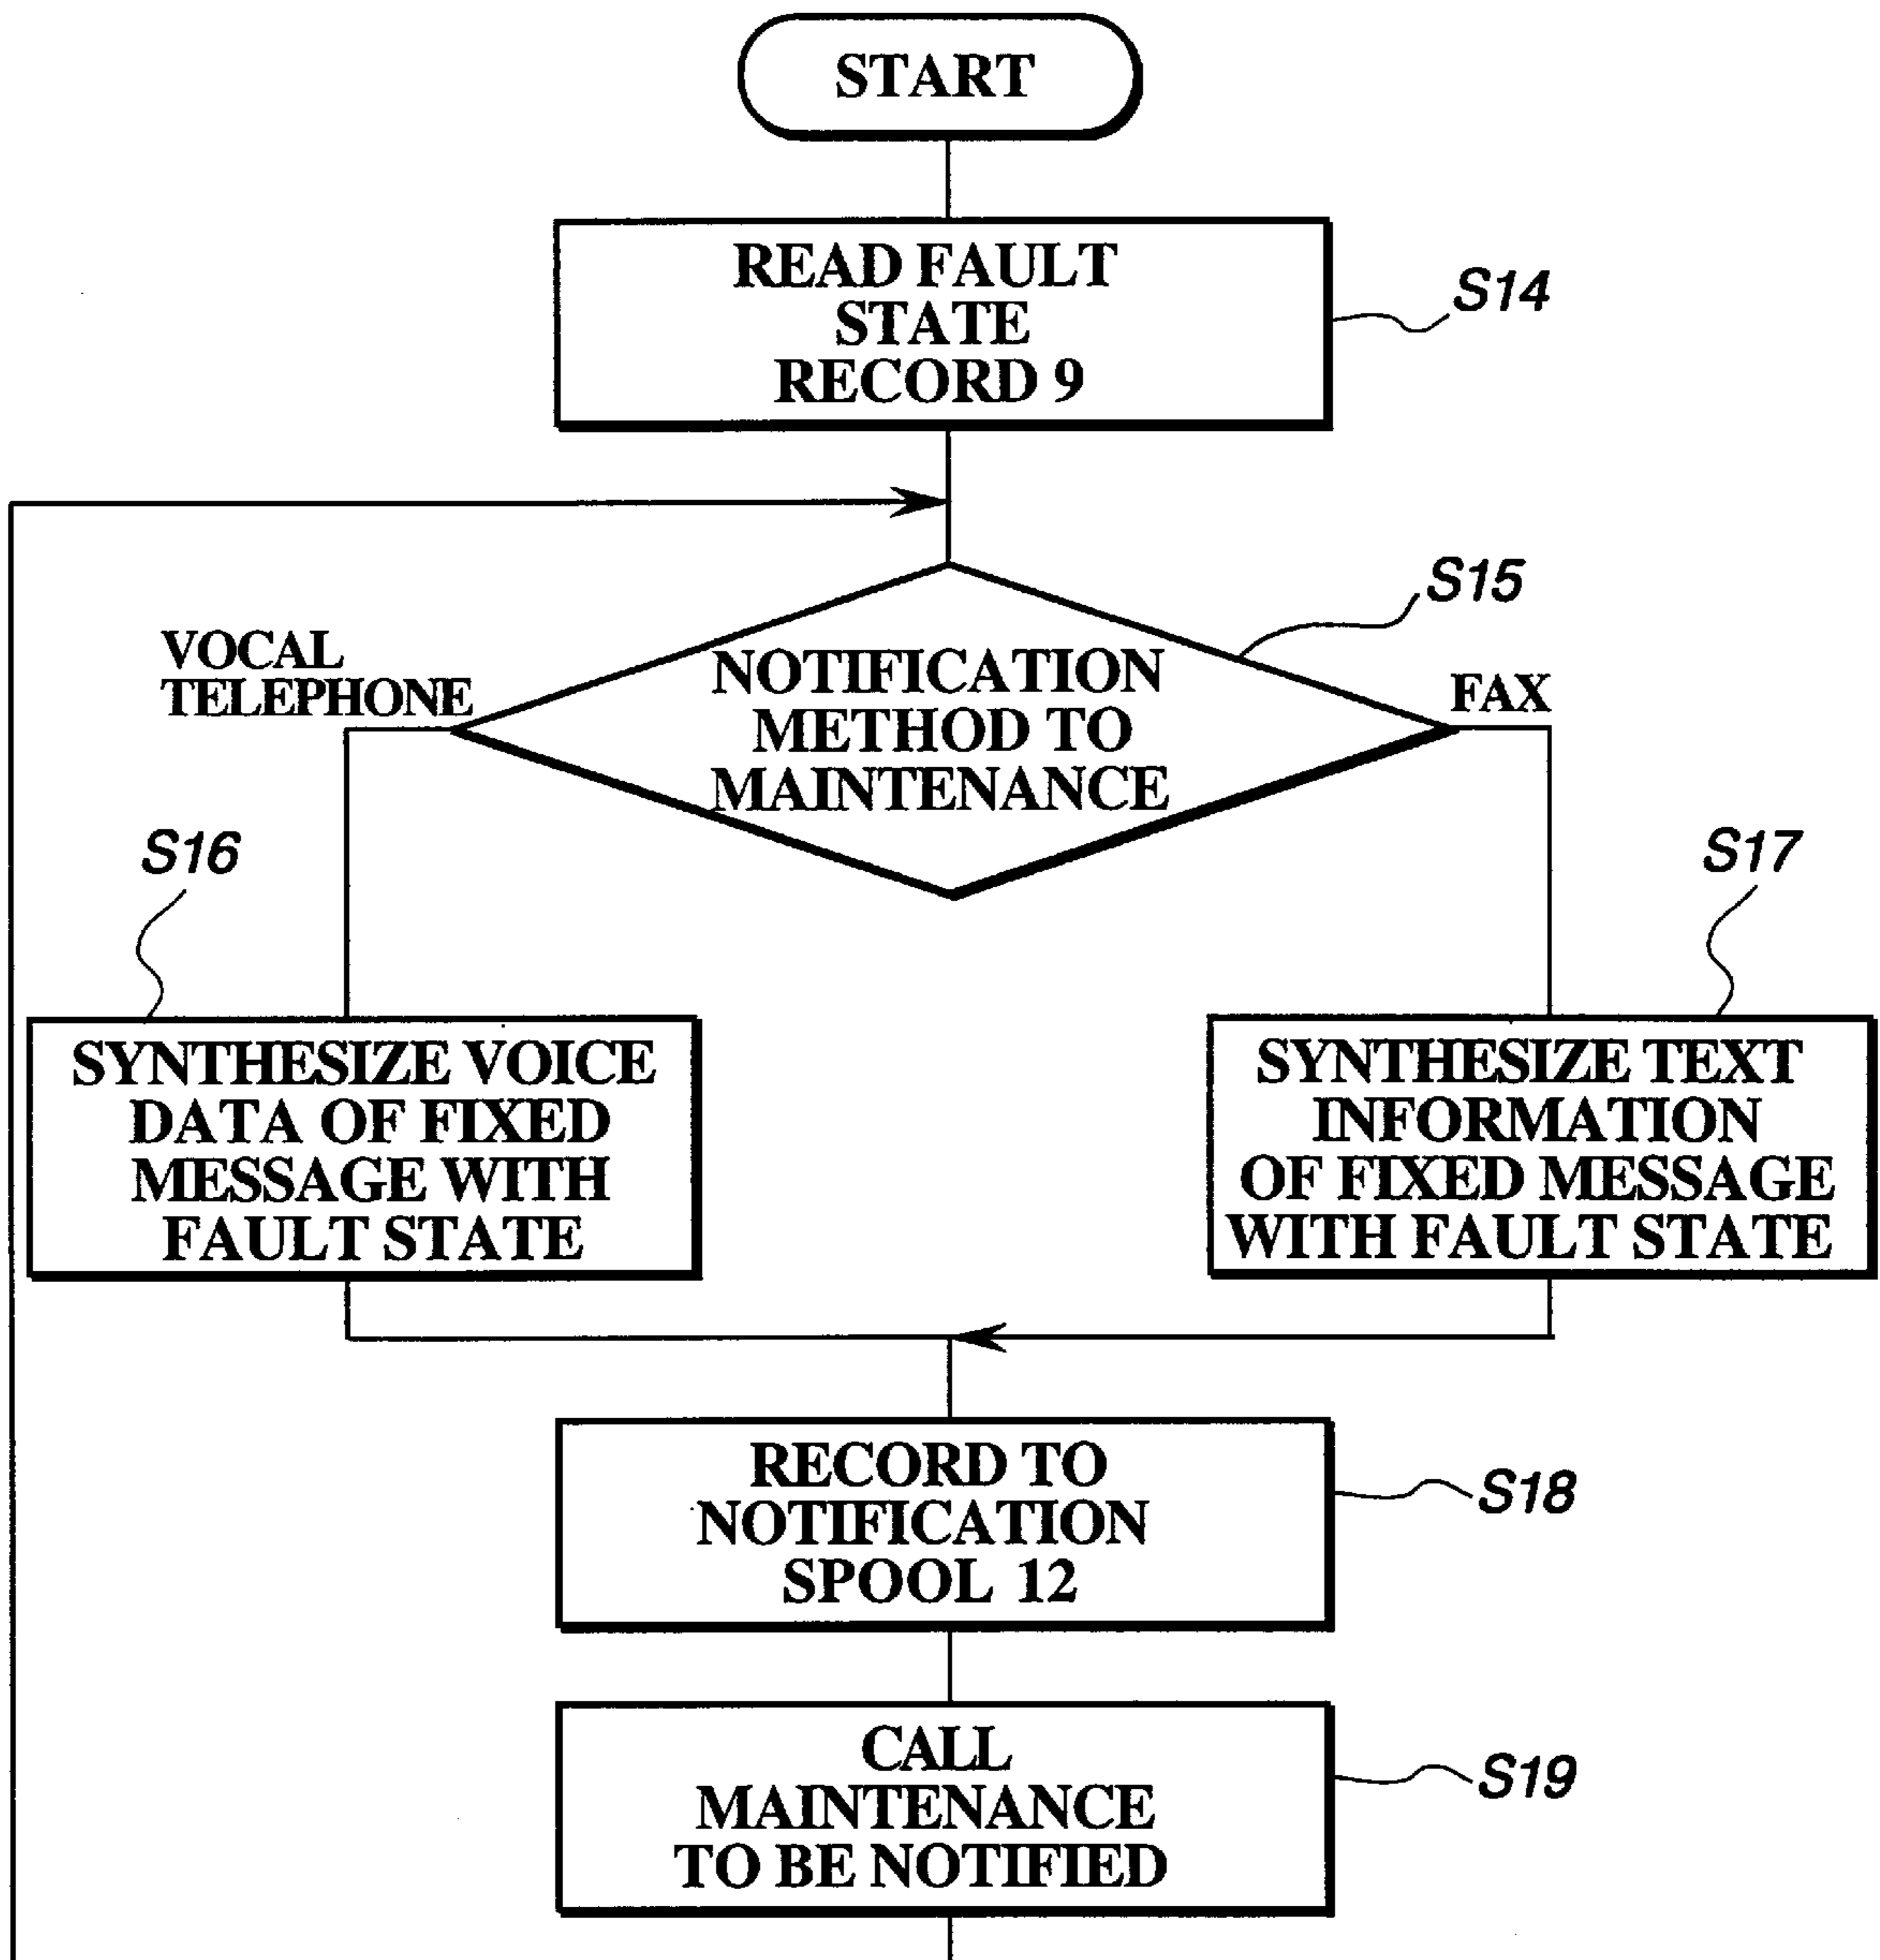 START
READ FAULT
STATE
RECORD 9
S14
S15
VOCAL
TELEPHONE
NOTIFICATION
METHOD TO
MAINTENANCE
FAX
S16
S17
SYNTHESIZE VOICE
DATA OF FIXED
MESSAGE WITH
FAULT STATE
SYNTHESIZE TEXT
INFORMATION
OF FIXED MESSAGE
WITH FAULT STATE
RECORD TO
NOTIFICATION
SPOOL 12
S18
CALL
MAINTENANCE
TO BE NOTIFIED
S19